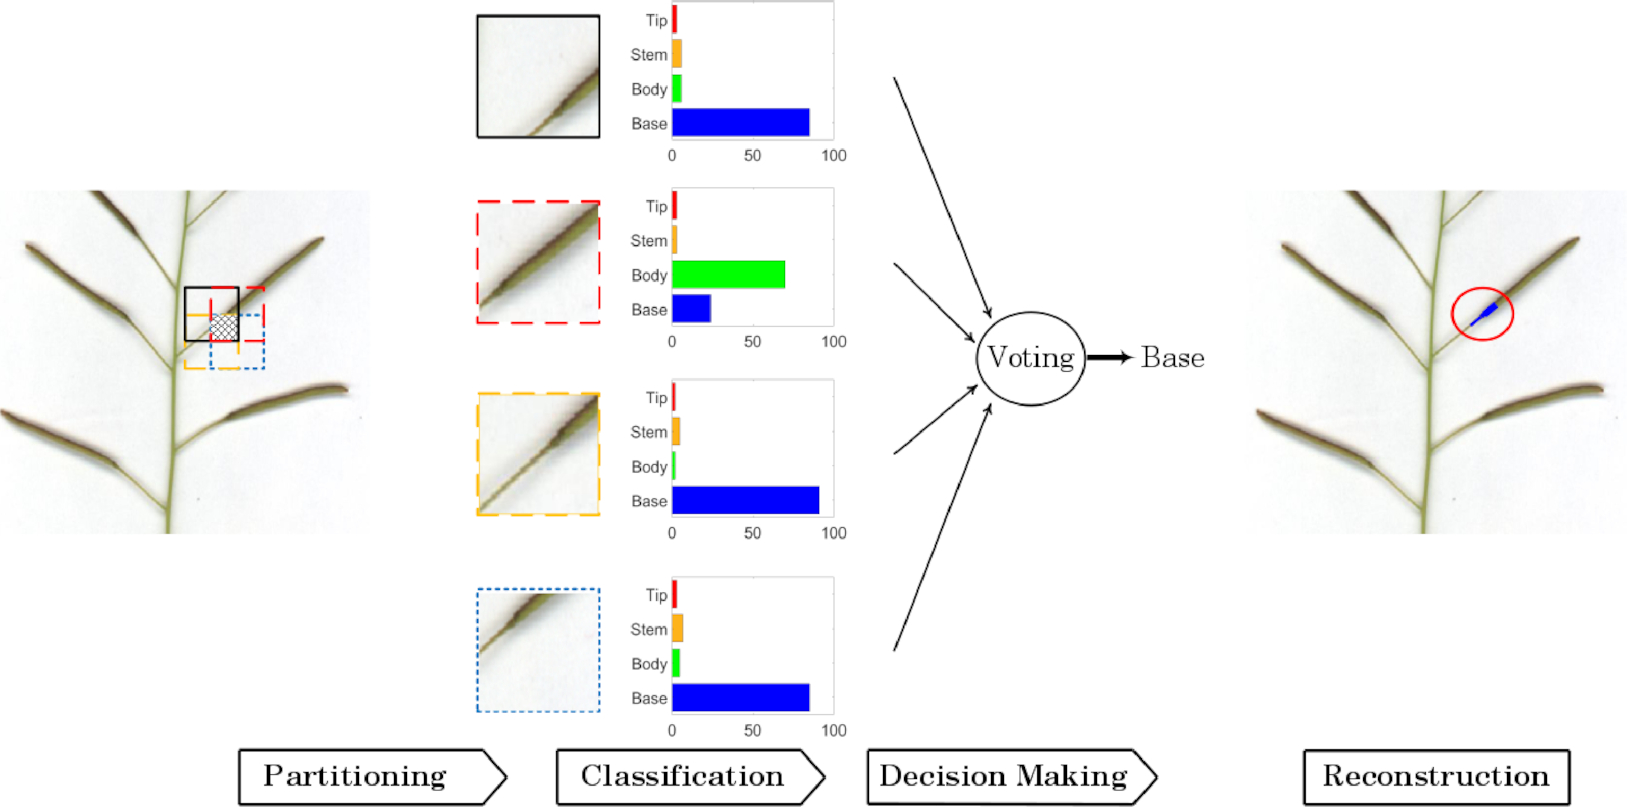 Tip
Stem
Body
Base
0 50 100
Tip
Stem
Body
Base
0 50 100
Voting
Base
Tip
Stem
Body
Base
0 50 100
Tip
Stem
Body
Base
0 50 100
Partitioning
Classification
Decision Making
Reconstruction